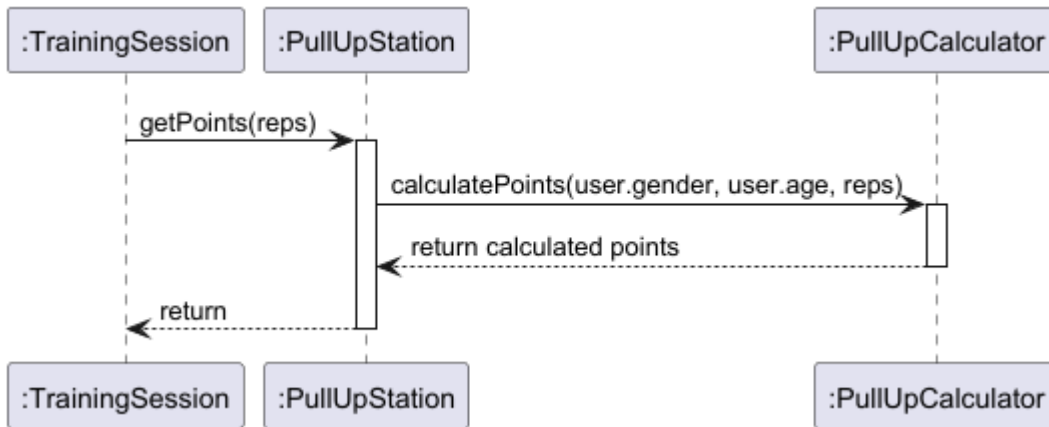 :TrainingSession :PullUpStation :PullUpCalculator
getPoints(reps)
calculatePoints(user.gender, user.age, reps)
return calculated points
return
:TrainingSession :PullUpStation :PullUpCalculator